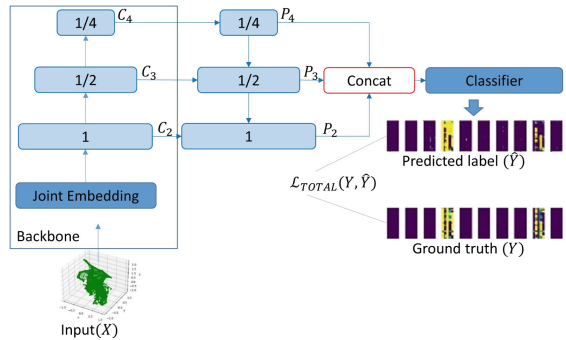 1/4
C₄
1/4
P₄
1/2
C₃
1/2
P₃
Concat
Classifier
1
C₂
1
P₂
Predicted label (Ŷ)
ℒ_TOTAL(Y, Ŷ)
Joint Embedding
Backbone
Ground truth (Y)
Input(X)